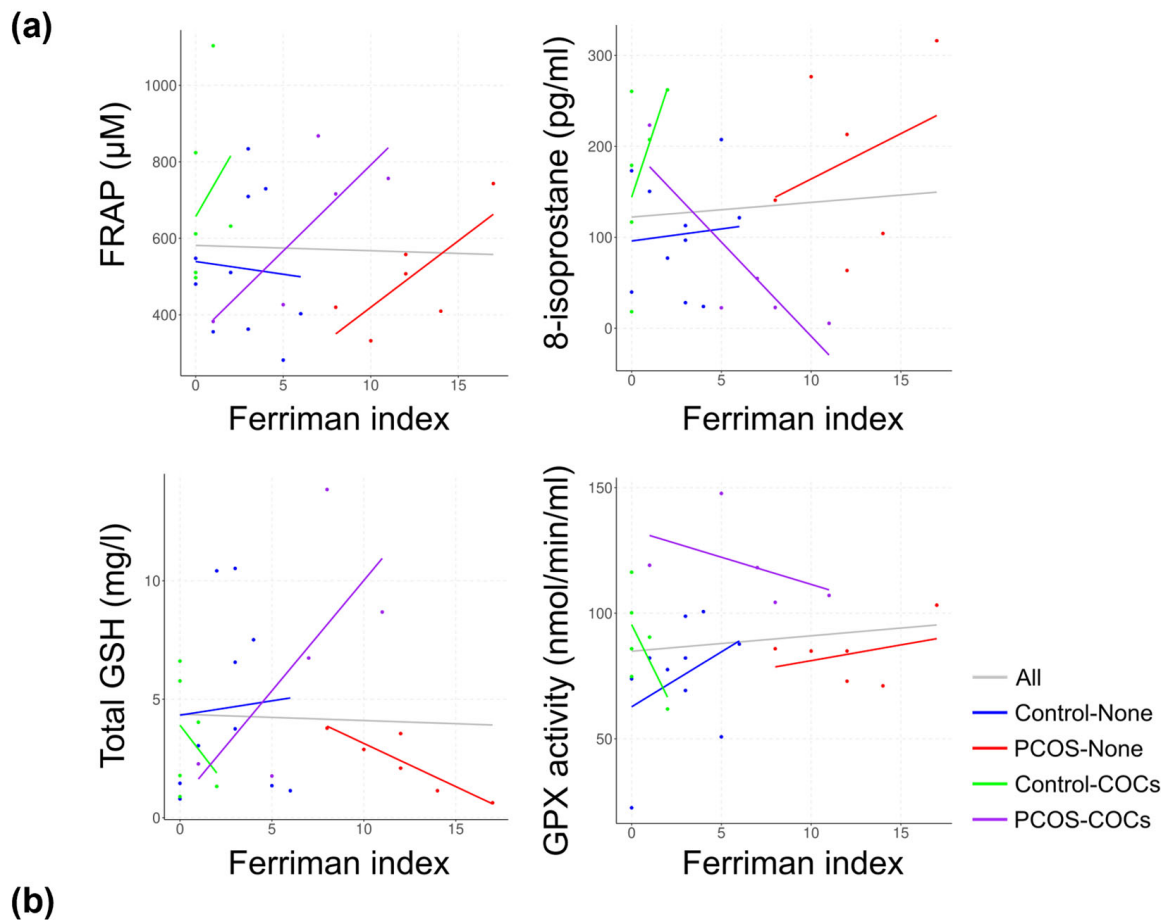 (a)
FRAP (μM)
1000
800
600
400
0
5
10
15
Ferriman index
8-isoprostane (pg/ml)
300
200
100
0
0
5
10
15
Ferriman index
Total GSH (mg/l)
10
5
0
0
5
10
15
Ferriman index
GPX activity (nmol/min/ml)
150
100
50
0
5
10
15
Ferriman index
All
Control-None
PCOS-None
Control-COCs
PCOS-COCs
(b)